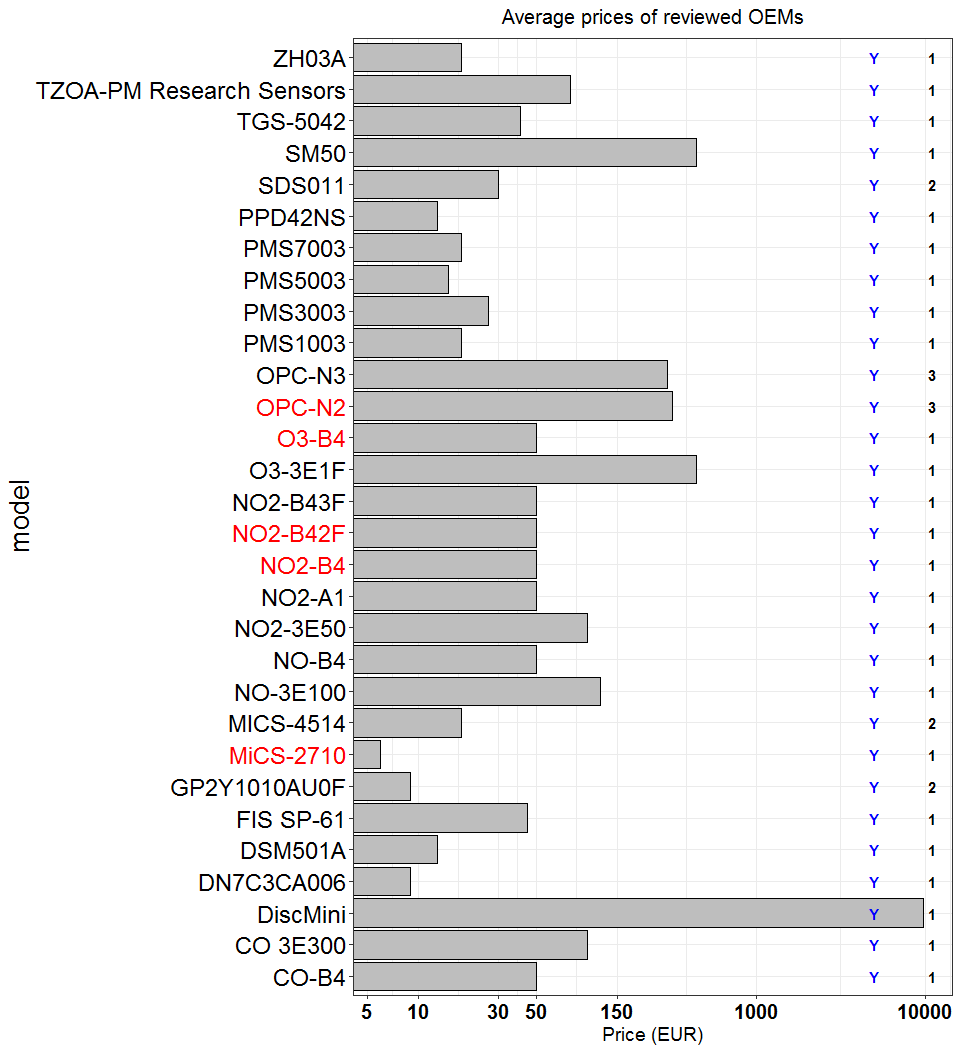 Average prices of reviewed OEMs
ZH03A Y 1
TZOA-PM Research Sensors Y 1
TGS-5042 Y 1
SM50 Y 1
SDS011 Y 2
PPD42NS Y 1
PMS7003 Y 1
PMS5003 Y 1
PMS3003 Y 1
PMS1003 Y 1
OPC-N3 Y 3
OPC-N2 Y 3
O3-B4 Y 1
O3-3E1F Y 1
NO2-B43F Y 1
NO2-B42F Y 1
NO2-B4 Y 1
NO2-A1 Y 1
NO2-3E50 Y 1
NO-B4 Y 1
NO-3E100 Y 1
MICS-4514 Y 2
MiCS-2710 Y 1
GP2Y1010AU0F Y 2
FIS SP-61 Y 1
DSM501A Y 1
DN7C3CA006 Y 1
DiscMini Y 1
CO 3E300 Y 1
CO-B4 Y 1
model
5 10 30 50 150 1000 10000
Price (EUR)